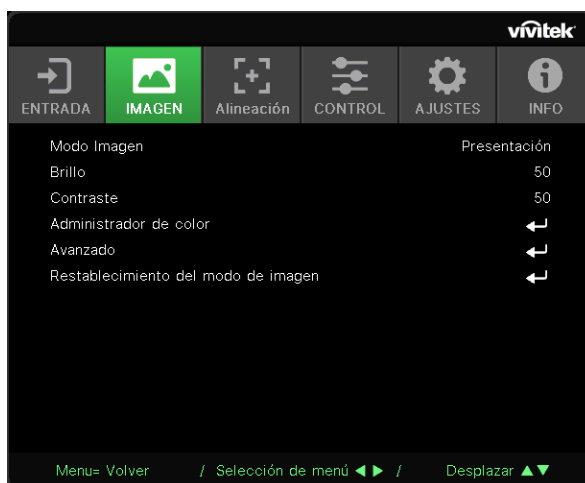 vivitek
ENTRADA IMAGEN Alineación CONTROL AJUSTES INFO
Modo Imagen Presentación
Brillo 50
Contraste 50
Administrador de color
Avanzado
Restablecimiento del modo de imagen
Menu= Volver / Selección de menú ◀ ▶ / Desplazar ▲▼